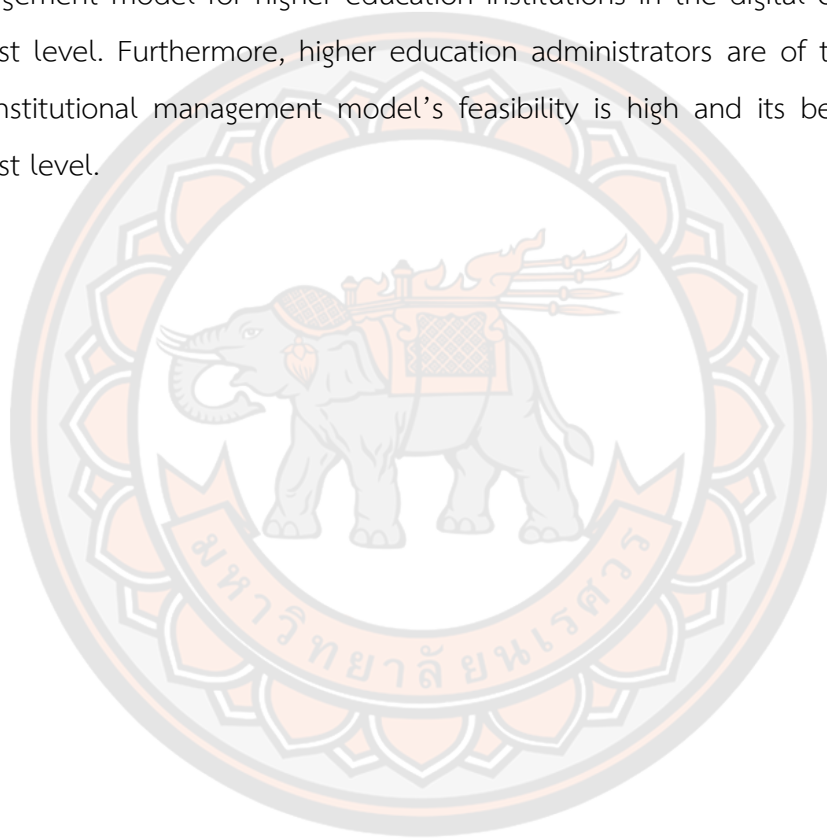 management model for higher education institutions in the digital
st level. Furthermore, higher education administrators are of
nstitutional management model’s feasibility is high and its
st level.
มหาวิทยาลัยนเรศวร